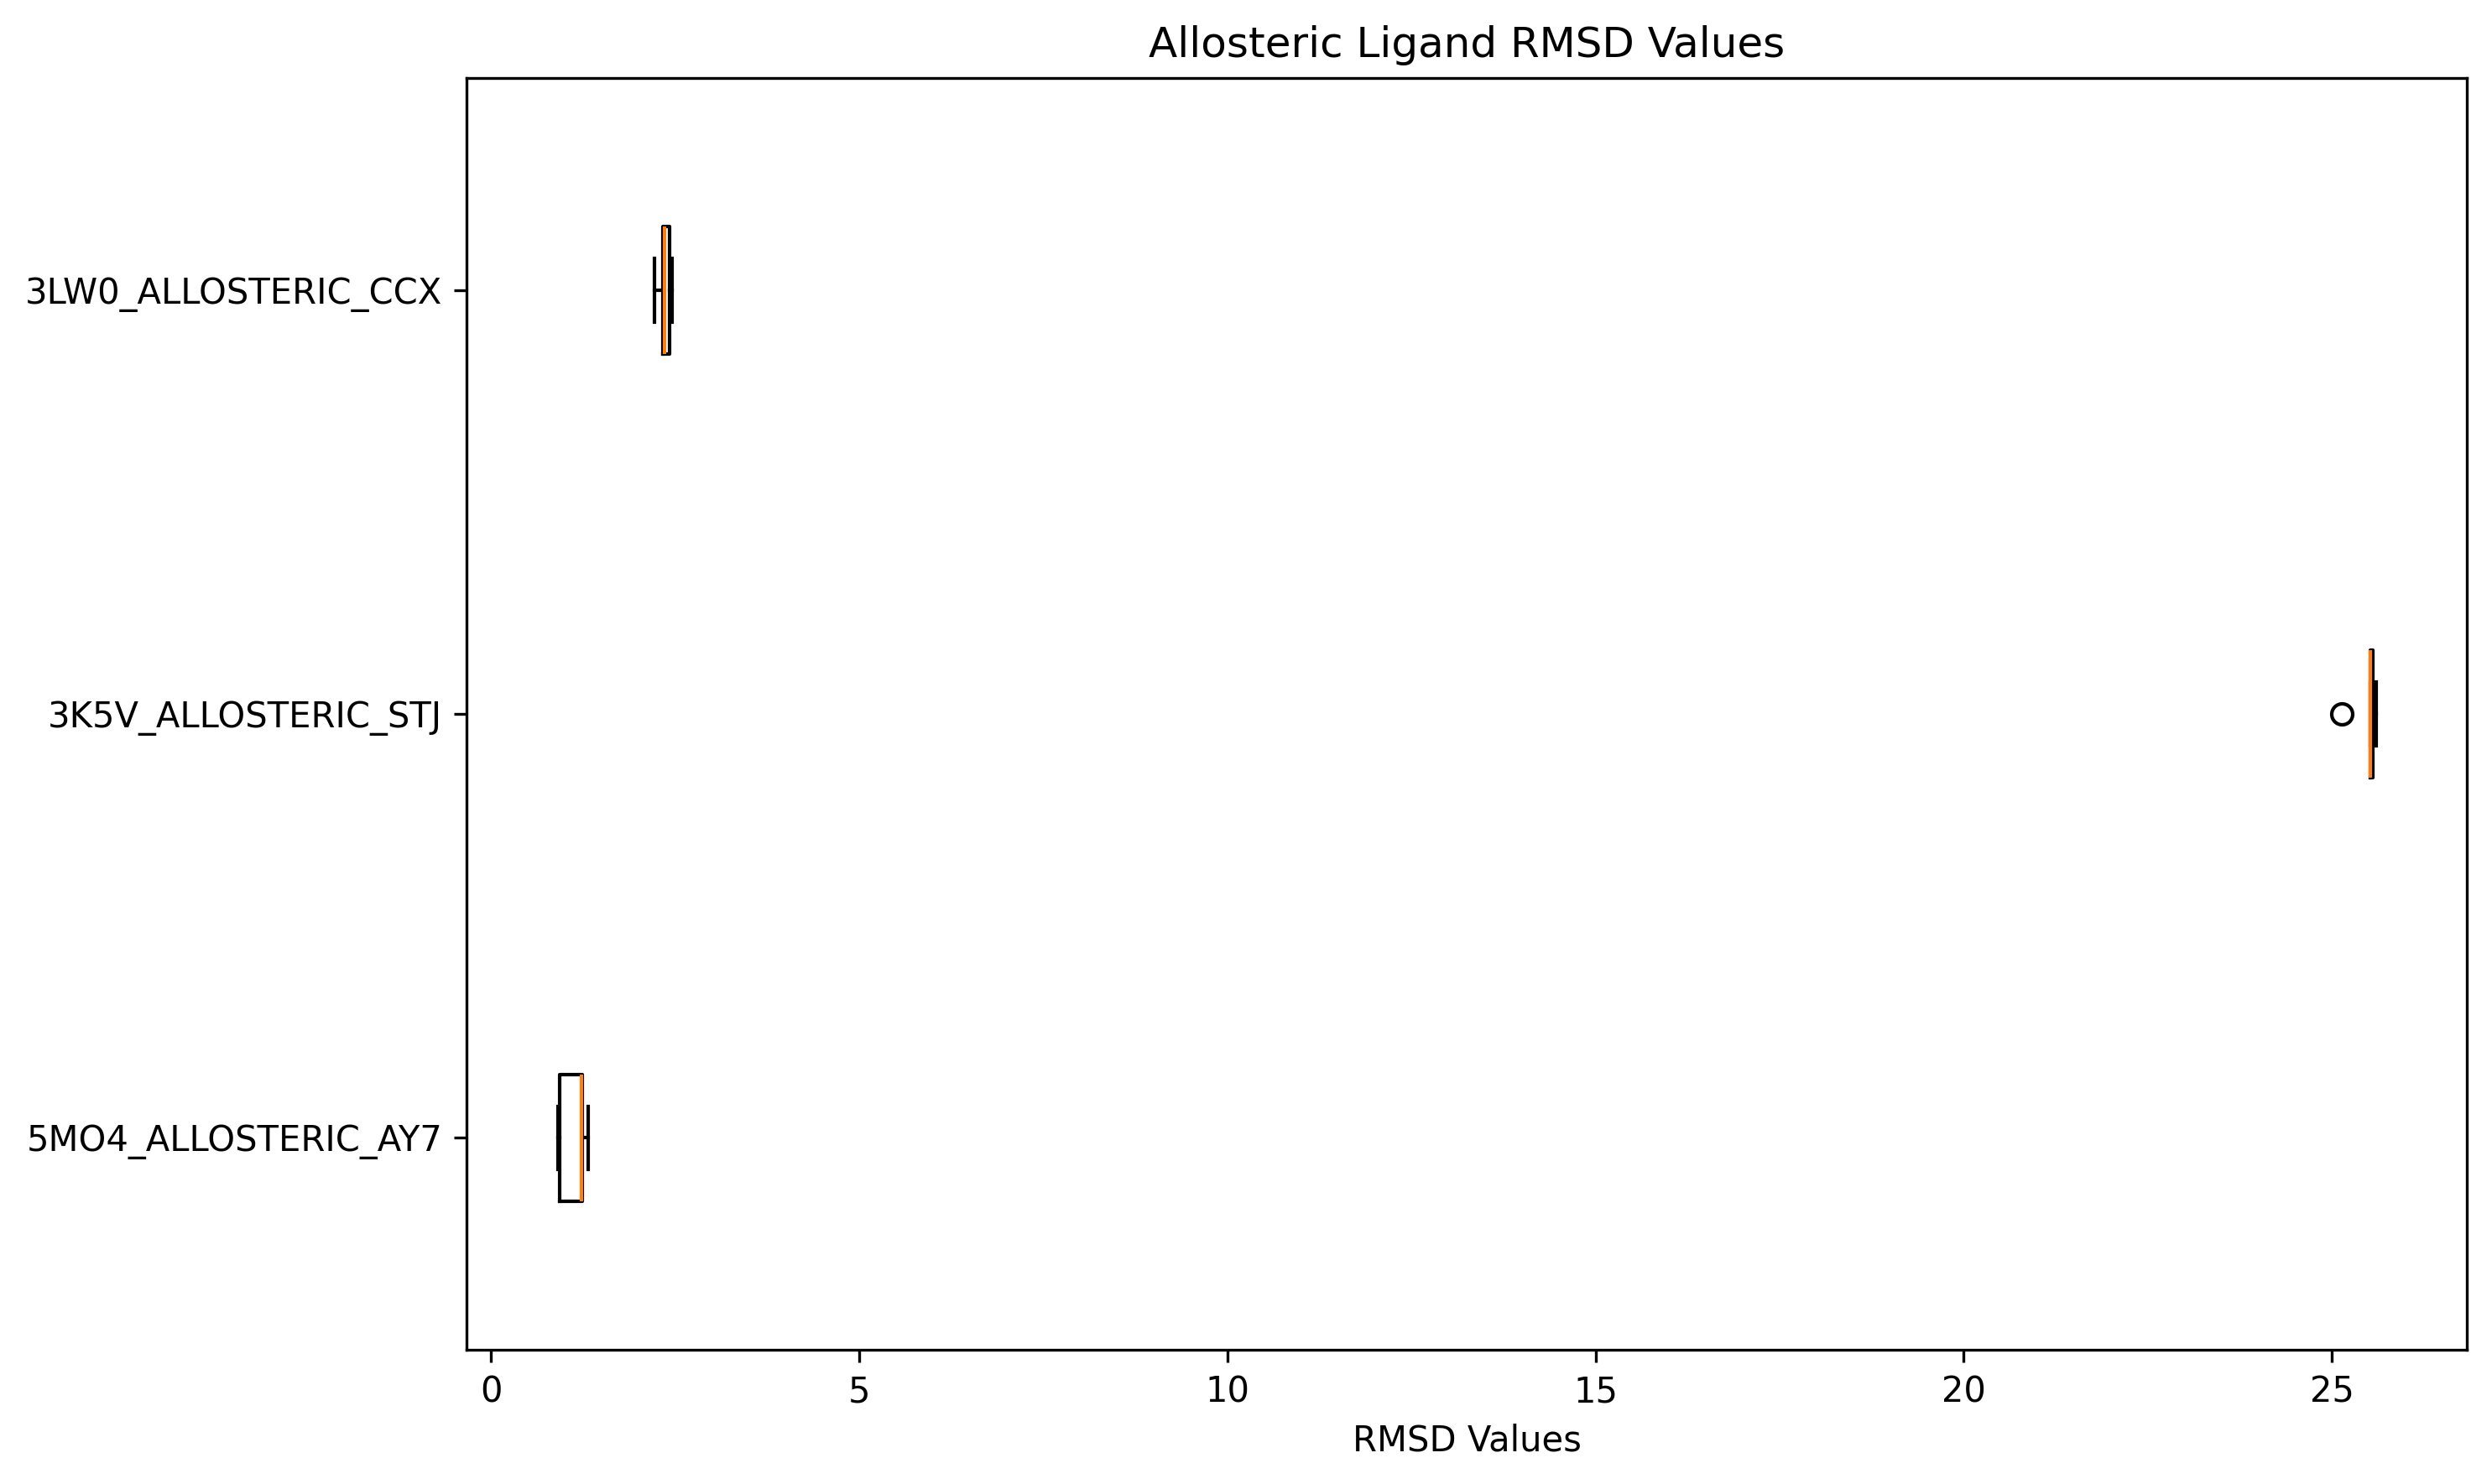 Allosteric Ligand RMSD Values
3LW0_ALLOSTERIC_CCX
3K5V_ALLOSTERIC_STJ
5MO4_ALLOSTERIC_AY7
0 5 10 15 20 25
RMSD Values